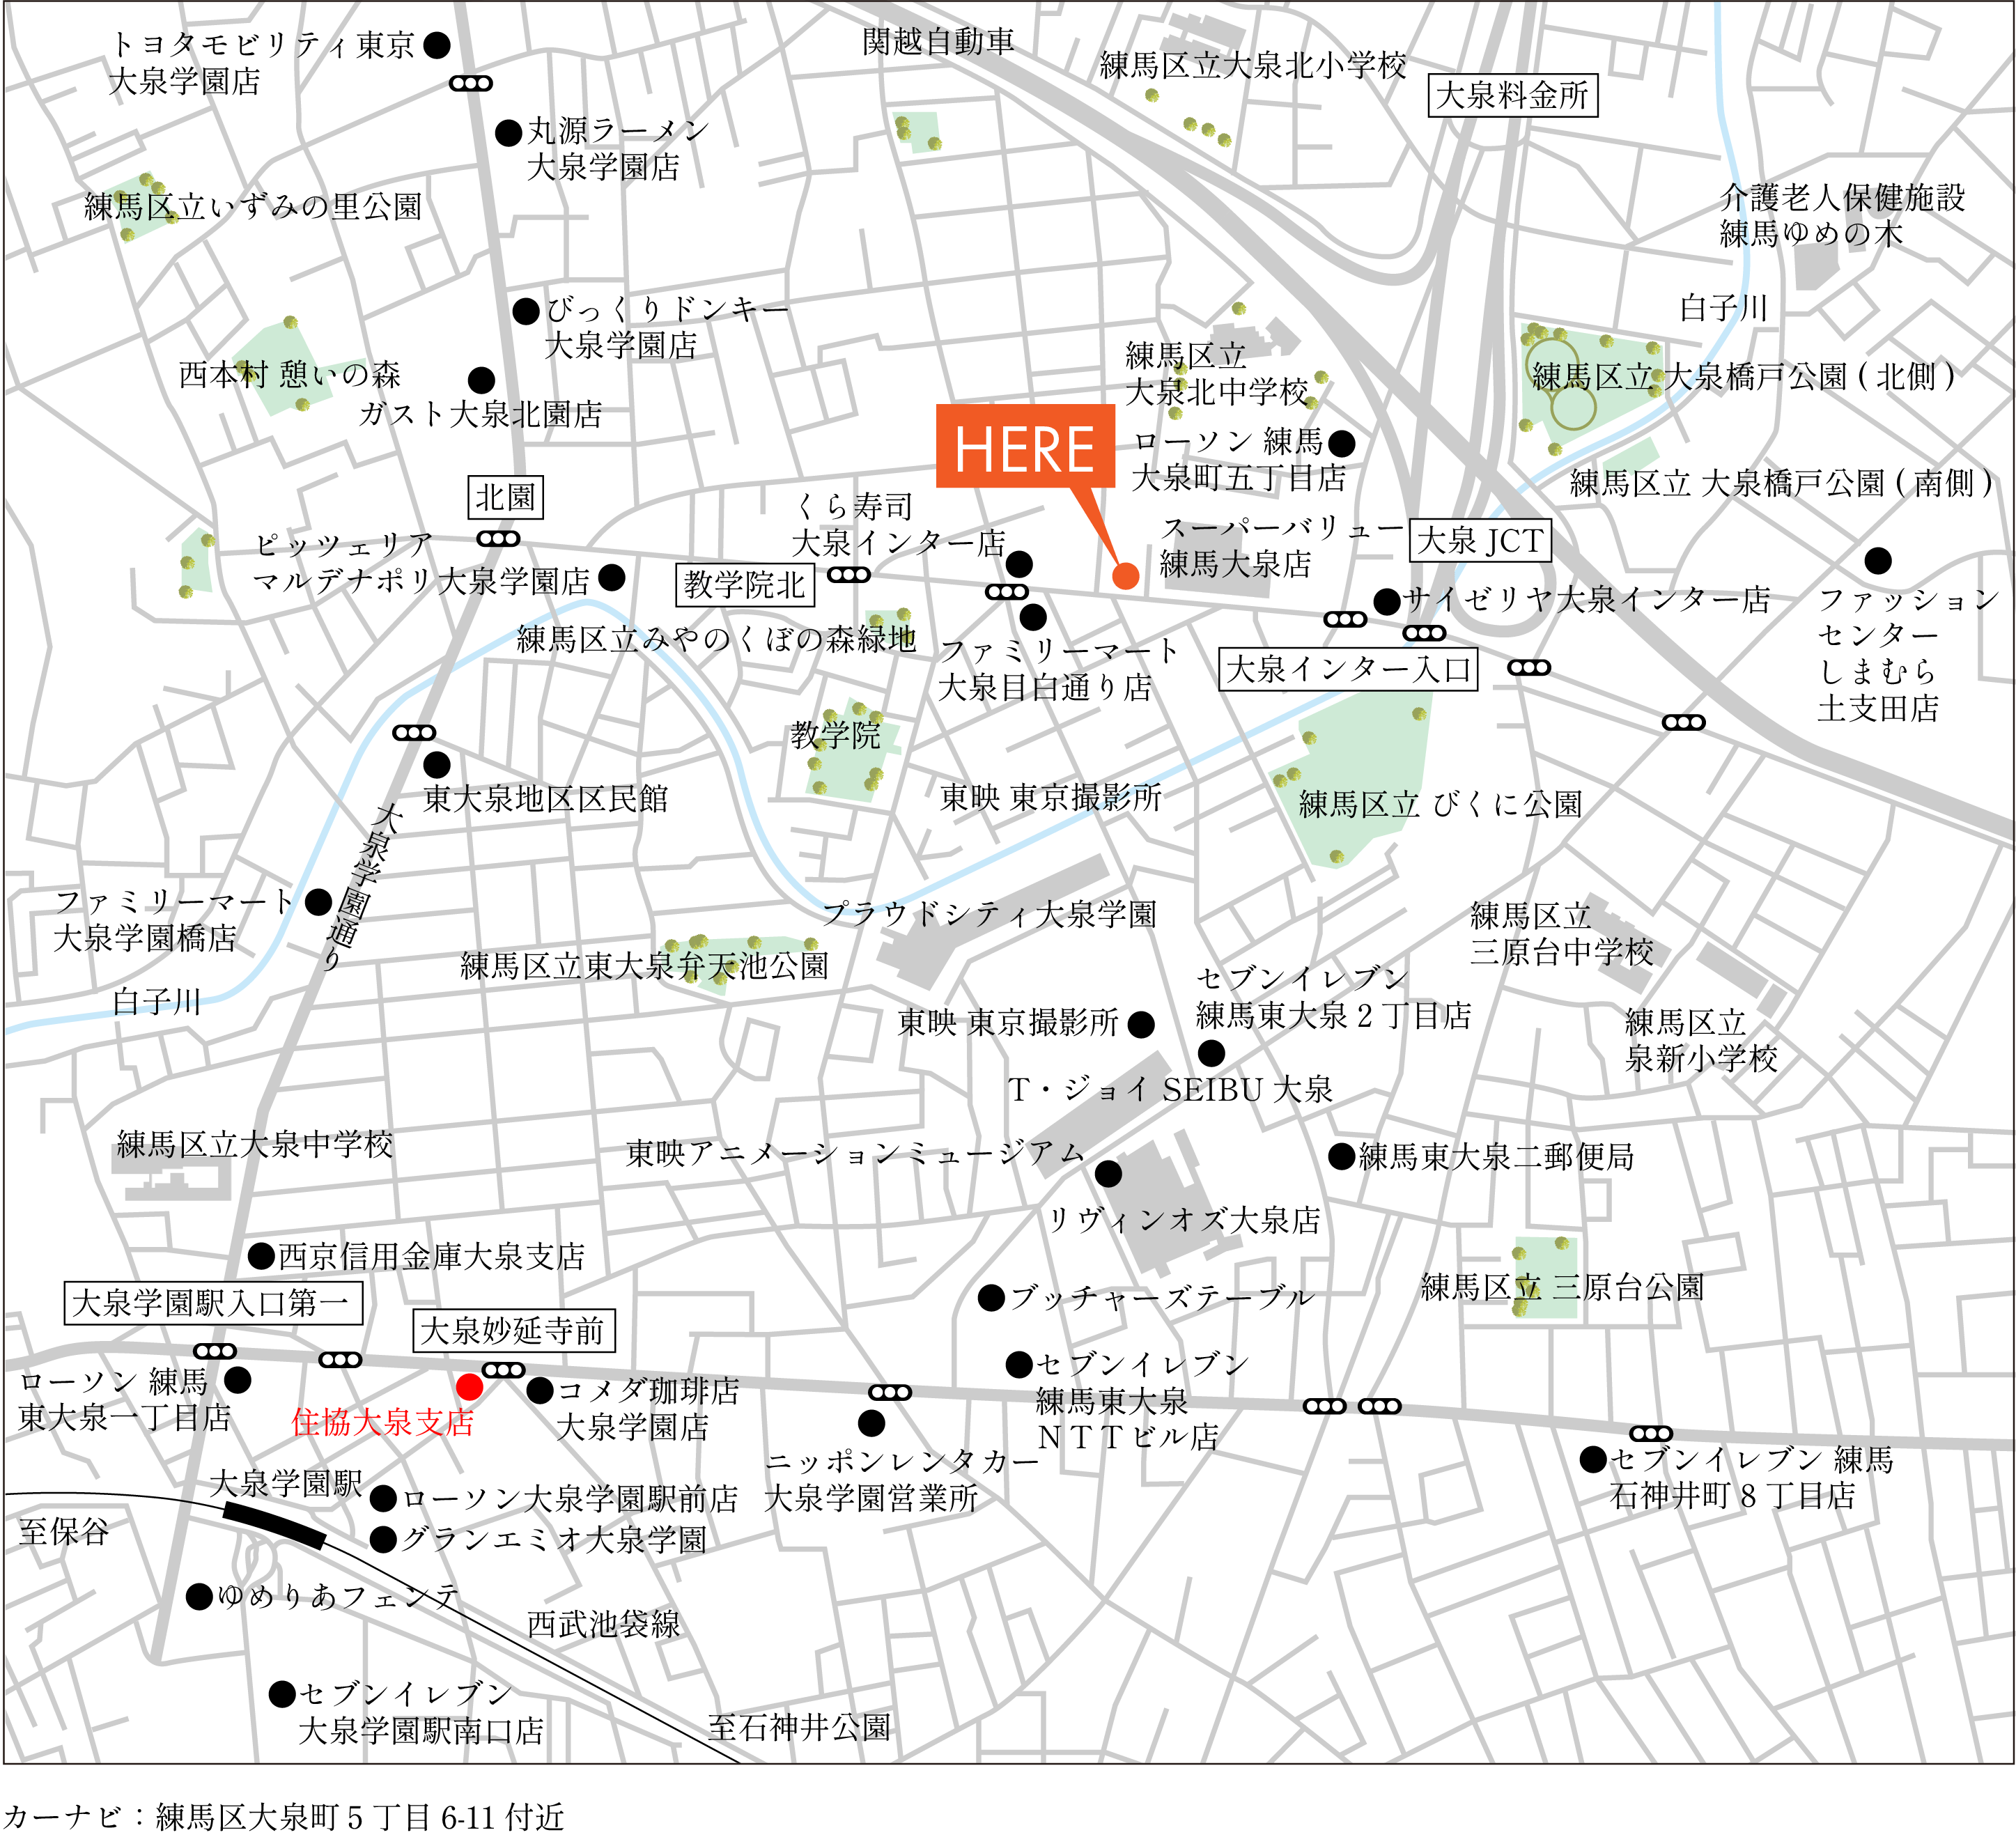 トヨタモビリティ東京
大泉学園店
関越自動車
練馬区立大泉北小学校
大泉料金所
丸源ラーメン
大泉学園店
練馬区立いずみの里公園
介護老人保健施設
練馬ゆめの木
白子川
びっくりドンキー
大泉学園店
西本村 憩いの森
ガスト大泉北園店
練馬区立
大泉北中学校
練馬区立 大泉橋戸公園 ( 北側 )
HERE
ローソン 練馬
大泉町五丁目店
練馬区立 大泉橋戸公園 ( 南側 )
北園
くら寿司
大泉インター店
スーパーバリュー
練馬大泉店
大泉 JCT
ピッツェリア
マルデナポリ大泉学園店
教学院北
サイゼリヤ大泉インター店
ファッション
センター
しまむら
土支田店
練馬区立みやのくぼの森緑地
ファミリーマート
大泉目白通り店
大泉インター入口
教学院
東大泉地区区民館
東映 東京撮影所
練馬区立 びくに公園
大泉学園通り
ファミリーマート
大泉学園橋店
プラウドシティ大泉学園
練馬区立
三原台中学校
練馬区立東大泉弁天池公園
白子川
セブンイレブン
練馬東大泉 2 丁目店
東映 東京撮影所
練馬区立
泉新小学校
T・ジョイ SEIBU 大泉
練馬区立大泉中学校
東映アニメーションミュージアム
練馬東大泉二郵便局
リヴィンオズ大泉店
西京信用金庫大泉支店
大泉学園駅入口第一
大泉妙延寺前
ブッチャーズテーブル
練馬区立 三原台公園
ローソン 練馬
東大泉一丁目店
住協大泉支店
コメダ珈琲店
大泉学園店
セブンイレブン
練馬東大泉
ＮＴＴビル店
ニッポンレンタカー
大泉学園営業所
セブンイレブン 練馬
石神井町 8 丁目店
大泉学園駅
ローソン大泉学園駅前店
至保谷
グランエミオ大泉学園
ゆめりあフェンテ
西武池袋線
セブンイレブン
大泉学園駅南口店
至石神井公園
カーナビ：練馬区大泉町 5 丁目 6-11 付近